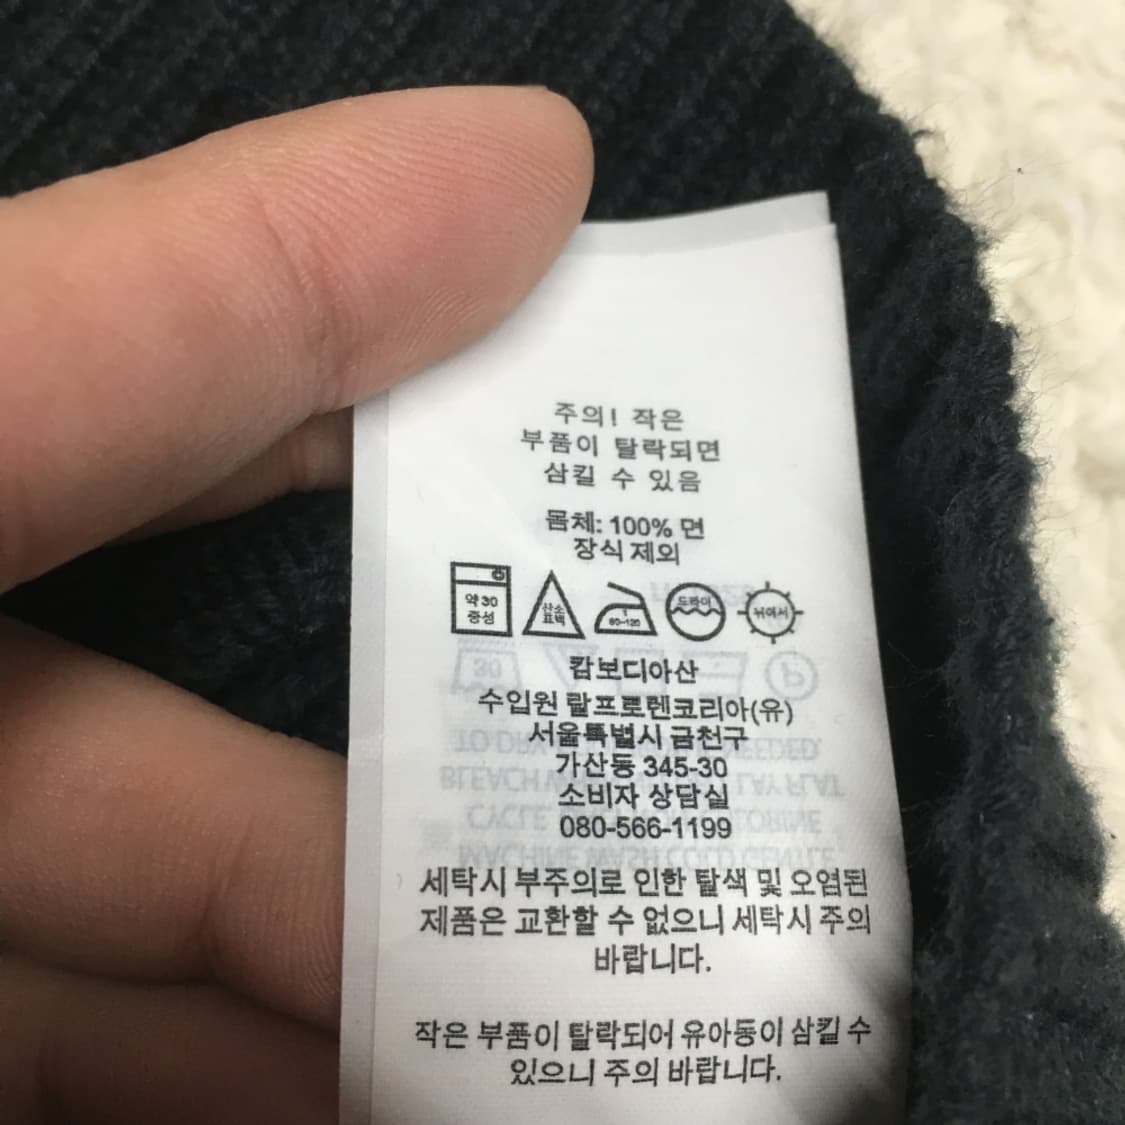 주의! 작은
부품이 탈락되면
삼킬 수 있음
몸체: 100% 면
장식 제외
약 30
중성
산소
표백
80~120
드라이
뉘어서
캄보디아산
수입원 랄프로렌코리아(유)
서울특별시 금천구
가산동 345-30
소비자 상담실
080-566-1199
세탁시 부주의로 인한 탈색 및 오염된
제품은 교환할 수 없으니 세탁시 주의
바랍니다.
작은 부품이 탈락되어 유아동이 삼킬 수
있으니 주의 바랍니다.